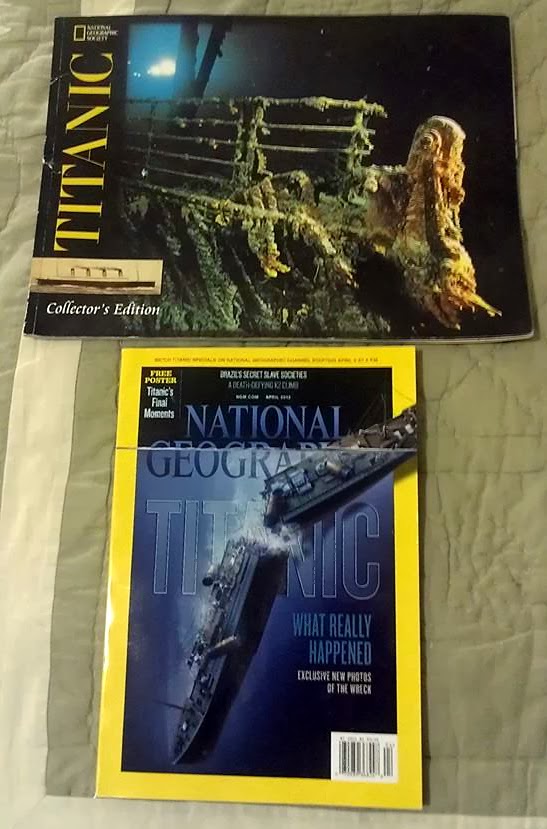 NATIONAL
GEOGRAPHIC
SOCIETY
TITANIC
Collector's Edition
WATCH TITANIC SPECIALS ON NATIONAL GEOGRAPHIC CHANNEL STARTING APRIL 8 AT 8 PM
FREE
POSTER
Titanic's
Final
Moments
BRAZIL'S SECRET SLAVE SOCIETIES
A DEATH-DEFYING K2 CLIMB
NGM.COM APRIL 2012
NATIONAL
GEOGRAP
TITANIC
WHAT REALLY
HAPPENED
EXCLUSIVE NEW PHOTOS
OF THE WRECK